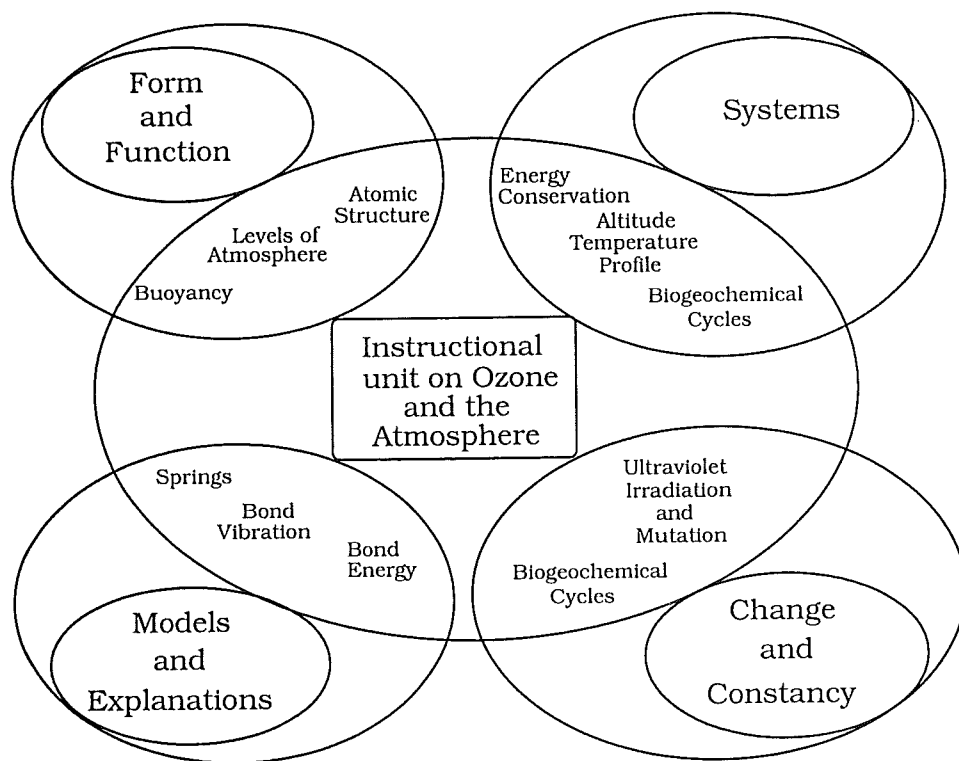 Form
and
Function
Systems
Atomic
Structure
Levels of
Atmosphere
Buoyancy
Energy
Conservation
Altitude
Temperature
Profile
Biogeochemical
Cycles
Instructional
unit on Ozone
and the
Atmosphere
Springs
Bond
Vibration
Bond
Energy
Ultraviolet
Irradiation
and
Mutation
Biogeochemical
Cycles
Models
and
Explanations
Change
and
Constancy